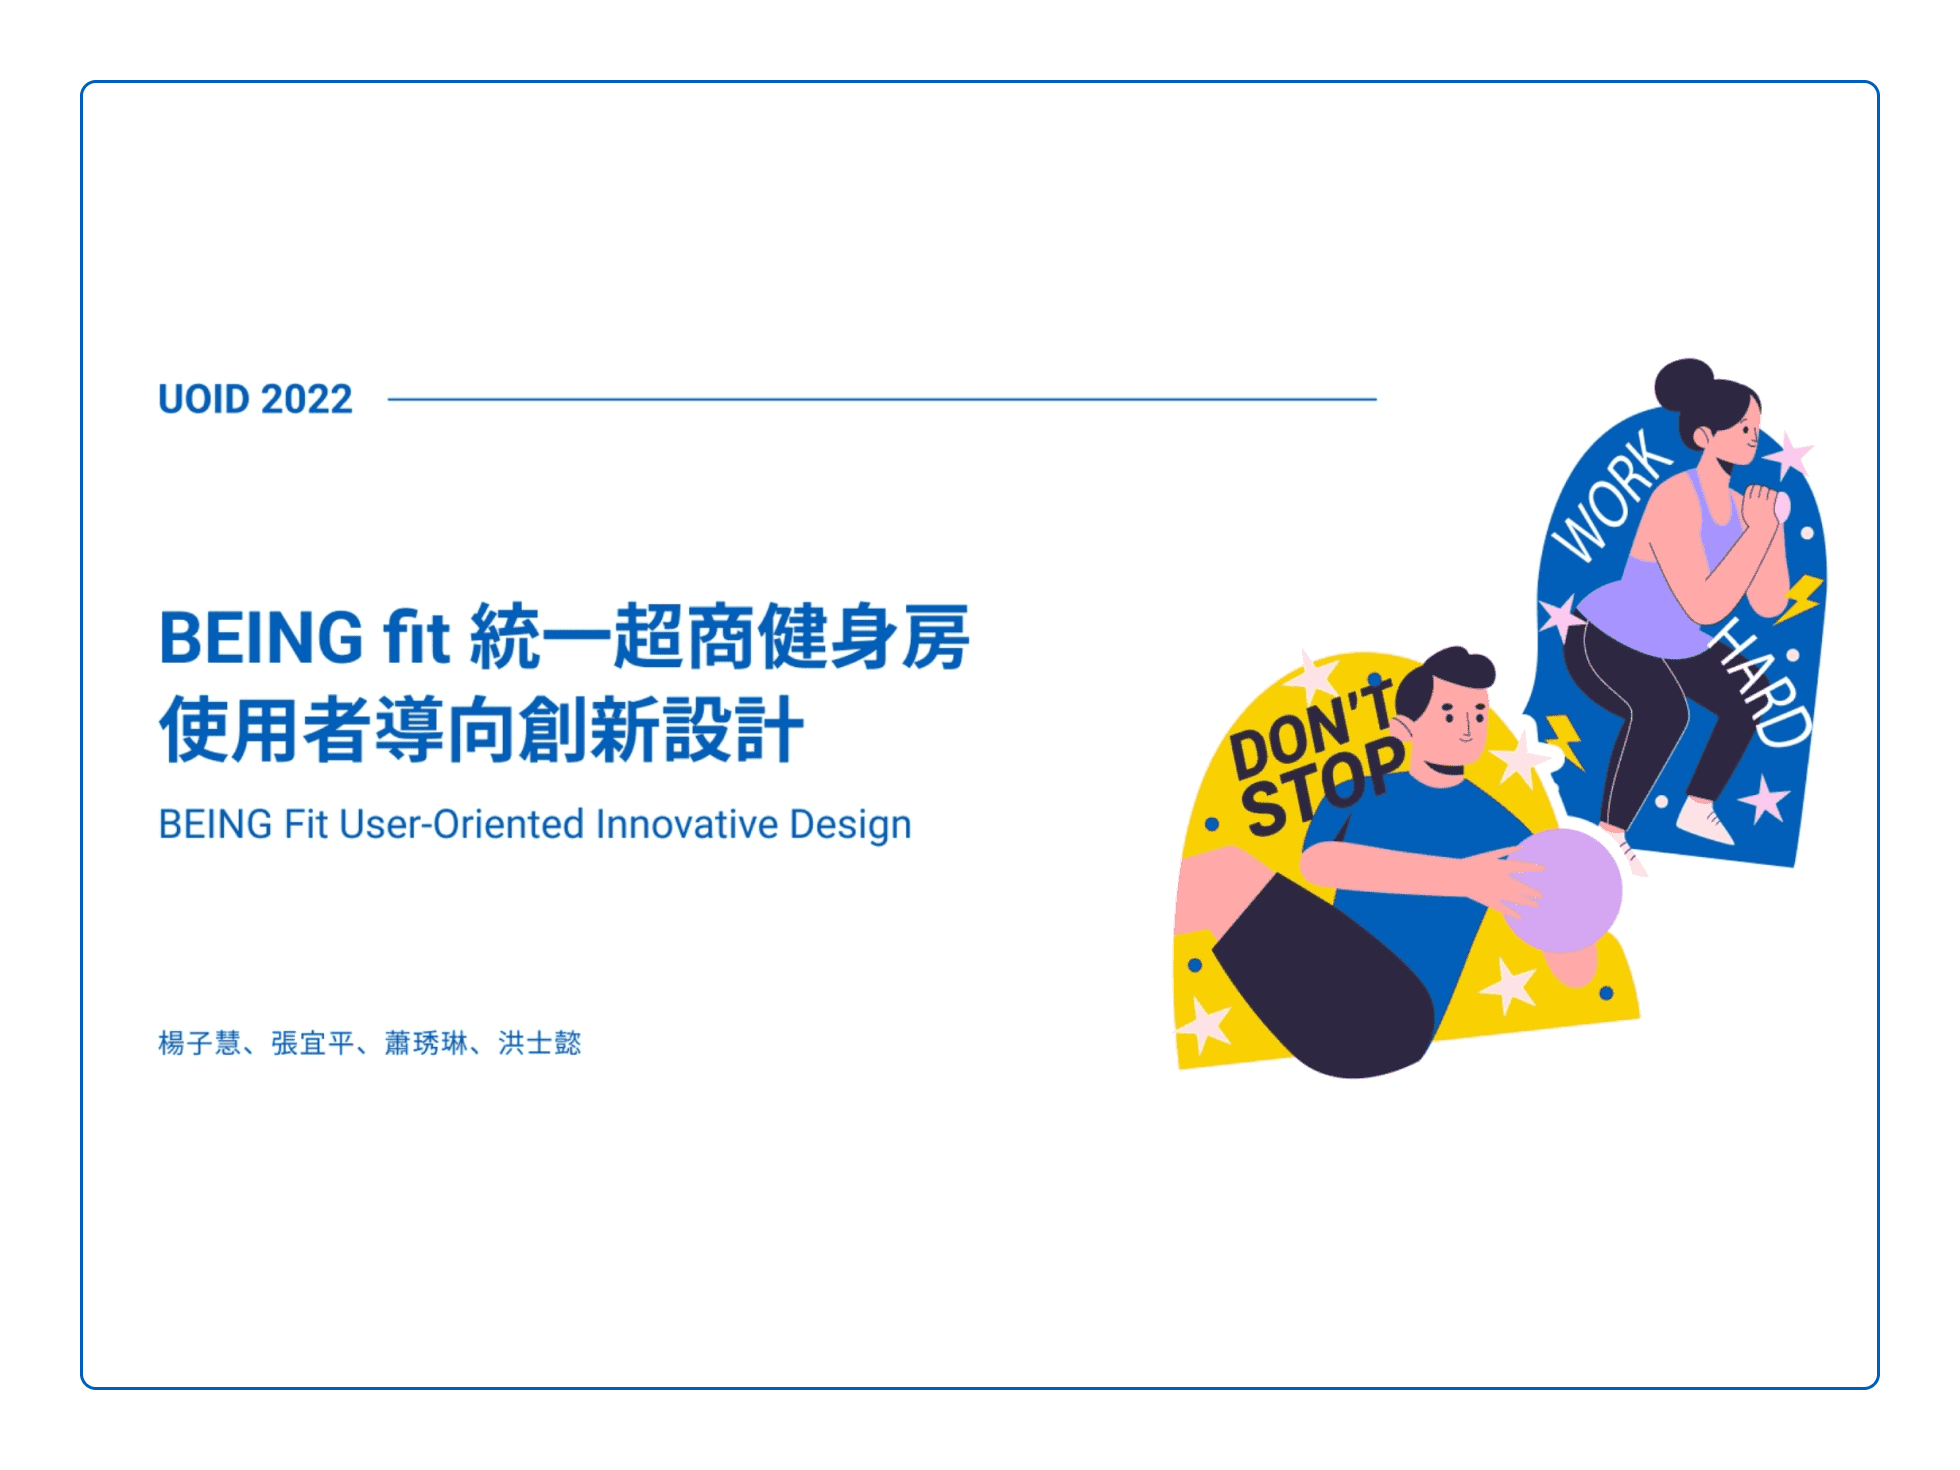 UOID 2022
BEING fit 統一超商健身房
使用者導向創新設計
BEING Fit User-Oriented Innovative Design
楊子慧、張宜平、蕭琇琳、洪士懿
WORK
HARD
DON'T
STOP